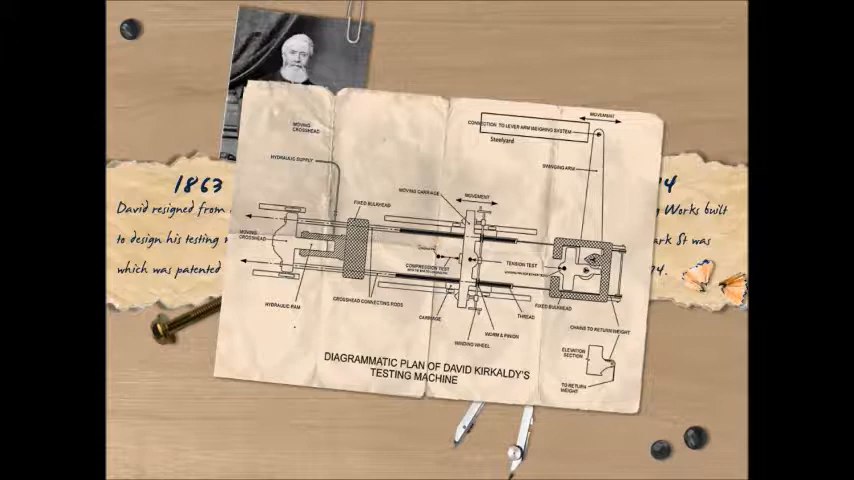 1863
David resigned from
to design his testing
which was patented
4
Works built
ark St was
4.
MOVEMENT
CONNECTION TO LEVER ARM WEIGHING SYSTEM
Steelyard
MOVING
CROSSHEAD
HYDRAULIC SUPPLY
SWINGING ARM
MOVING CARRIAGE
MOVEMENT
FIXED BULKHEAD
MOVING
CROSSHEAD
COMPRESSION TEST
TENSION TEST
HYDRAULIC RAM
CROSSHEAD CONNECTING RODS
CARRIAGE
THREAD
FIXED BULKHEAD
WORM & PINION
WINDING WHEEL
CHAINS TO RETURN WEIGHT
ELEVATION
SECTION
TO RETURN
WEIGHT
DIAGRAMMATIC PLAN OF DAVID KIRKALDY'S
TESTING MACHINE